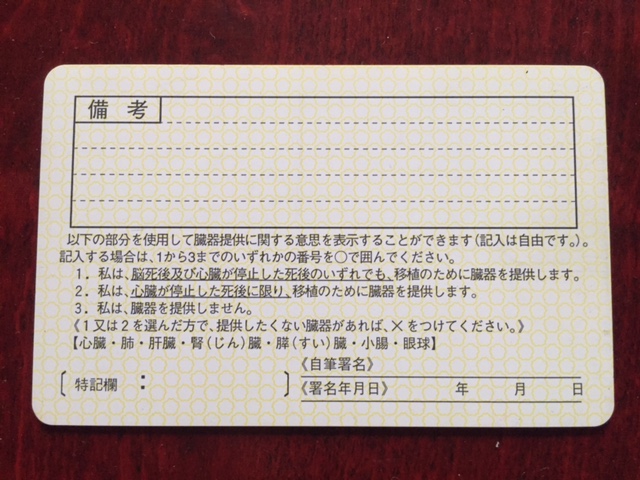 備考
以下の部分を使用して臓器提供に関する意思を表示することができます(記入は自由です。)。
記入する場合は、1から3までのいずれかの番号を○で囲んでください。
1. 私は、脳死後及び心臓が停止した死後のいずれでも、移植のために臓器を提供します。
2. 私は、心臓が停止した死後に限り、移植のために臓器を提供します。
3. 私は、臓器を提供しません。
《1又は2を選んだ方で、提供したくない臓器があれば、×をつけてください。》
【心臓・肺・肝臓・腎(じん)臓・膵(すい)臓・小腸・眼球】
〔特記欄：　　　〕
《自筆署名》
《署名年月日》　　年　　月　　日